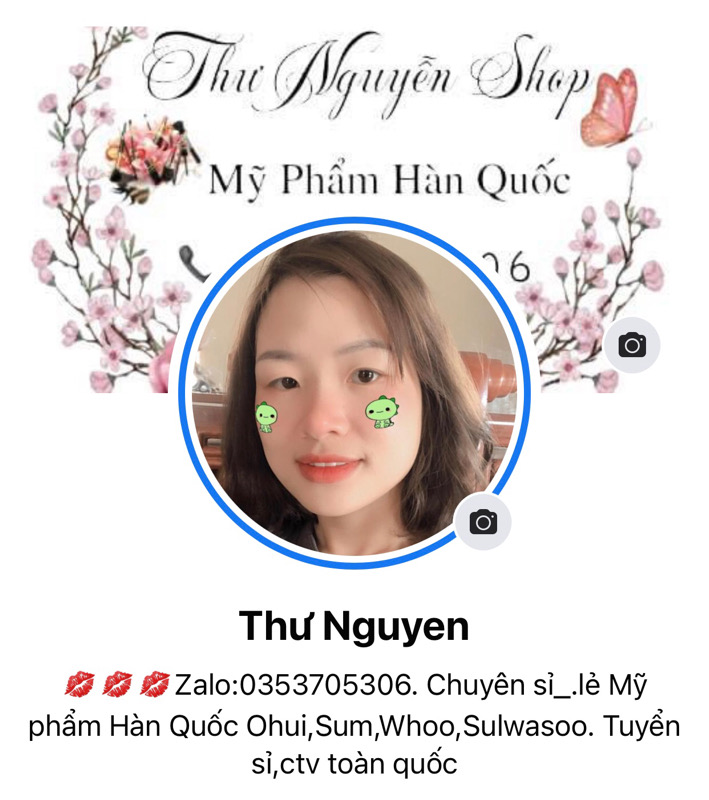 Thư Nguyễn Shop
Mỹ Phẩm Hàn Quốc
06
Thư Nguyen
💋💋💋Zalo:0353705306. Chuyên sỉ_.lẻ Mỹ
phẩm Hàn Quốc Ohui,Sum,Whoo,Sulwasoo. Tuyển
sỉ,ctv toàn quốc